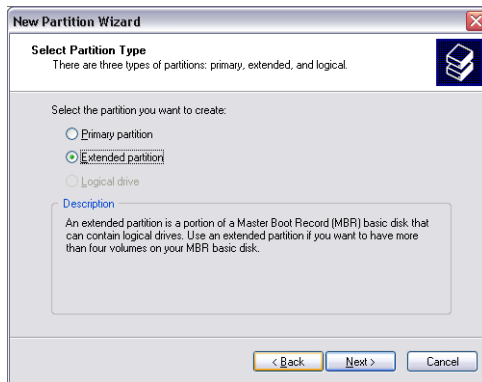 New Partition Wizard
Select Partition Type
There are three types of partitions: primary, extended, and logical.
Select the partition you want to create:
Primary partition
Extended partition
Logical drive
Description
An extended partition is a portion of a Master Boot Record (MBR) basic disk that
can contain logical drives. Use an extended partition if you want to have more
than four volumes on your MBR basic disk.
< Back Next > Cancel